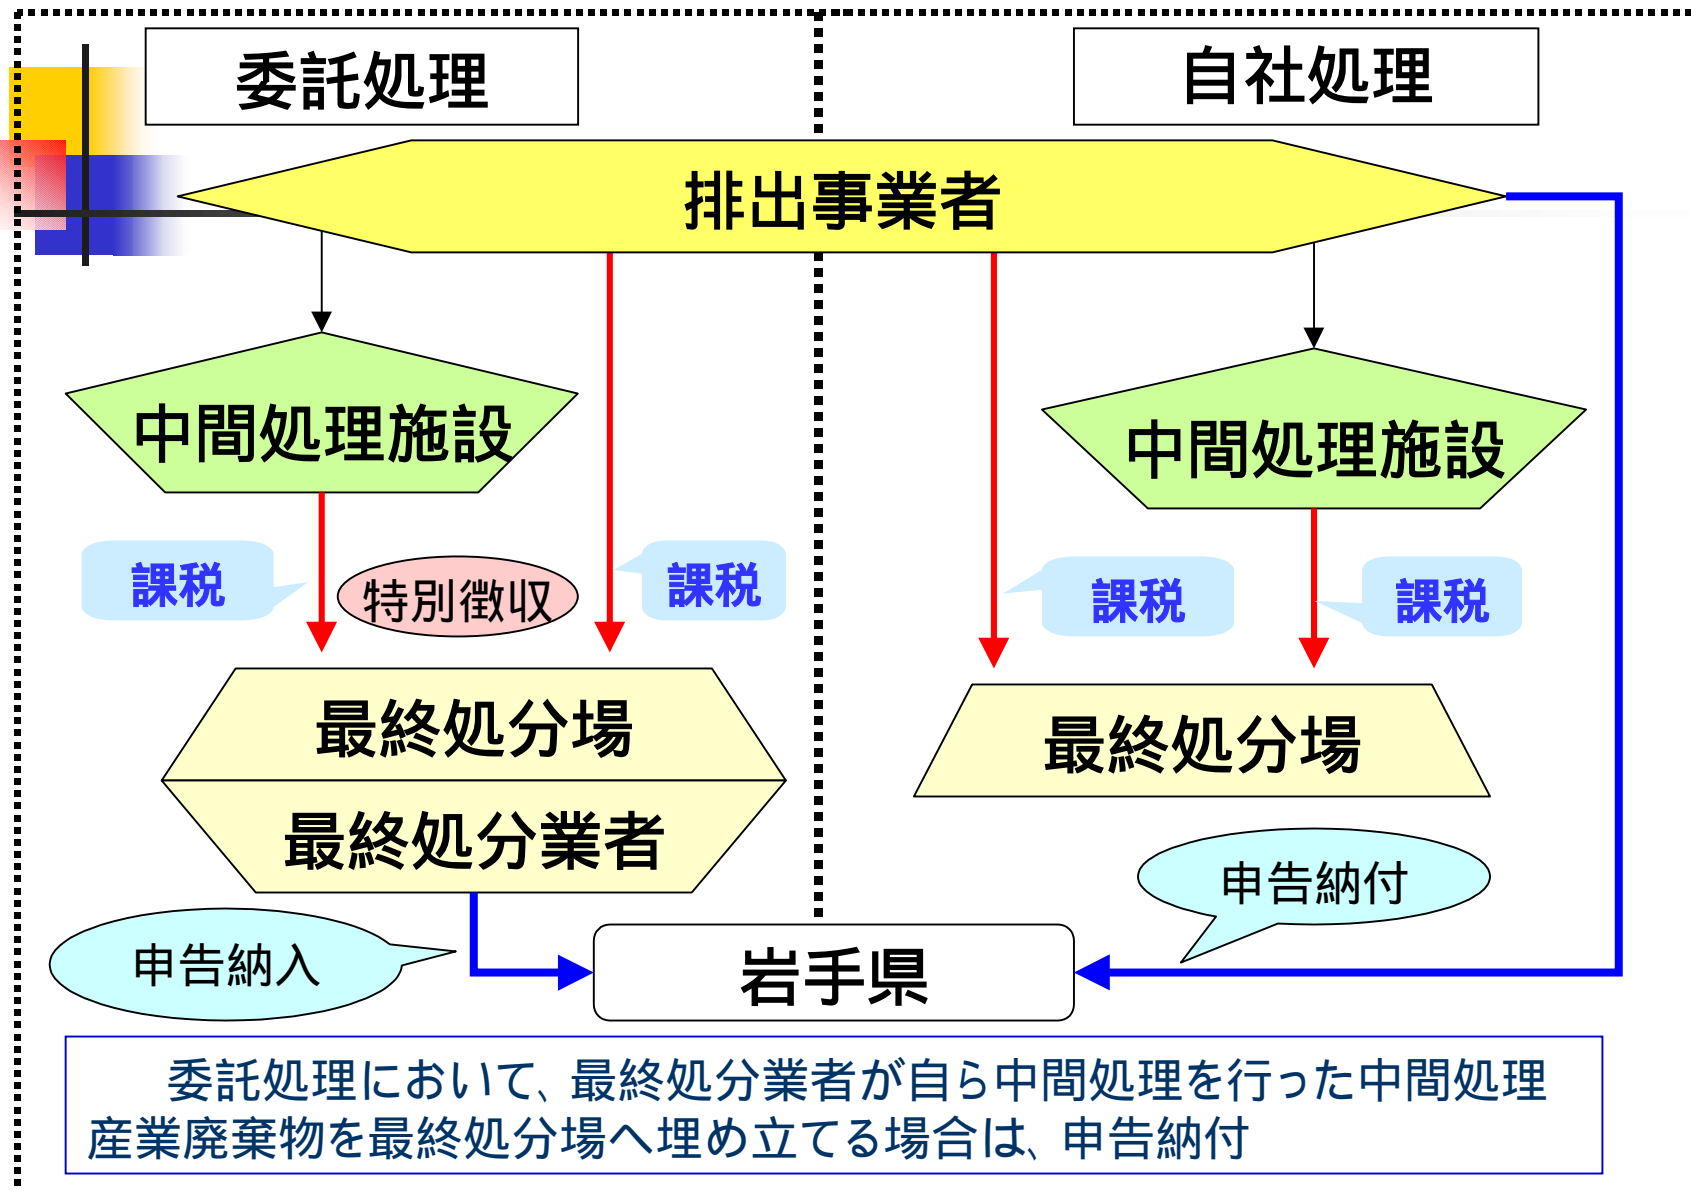 委託処理
自社処理
排出事業者
中間処理施設
中間処理施設
課税
特別徴収
課税
課税
課税
最終処分場
最終処分業者
最終処分場
申告納付
申告納入
岩手県
委託処理において、最終処分業者が自ら中間処理を行った中間処理
産業廃棄物を最終処分場へ埋め立てる場合は、申告納付